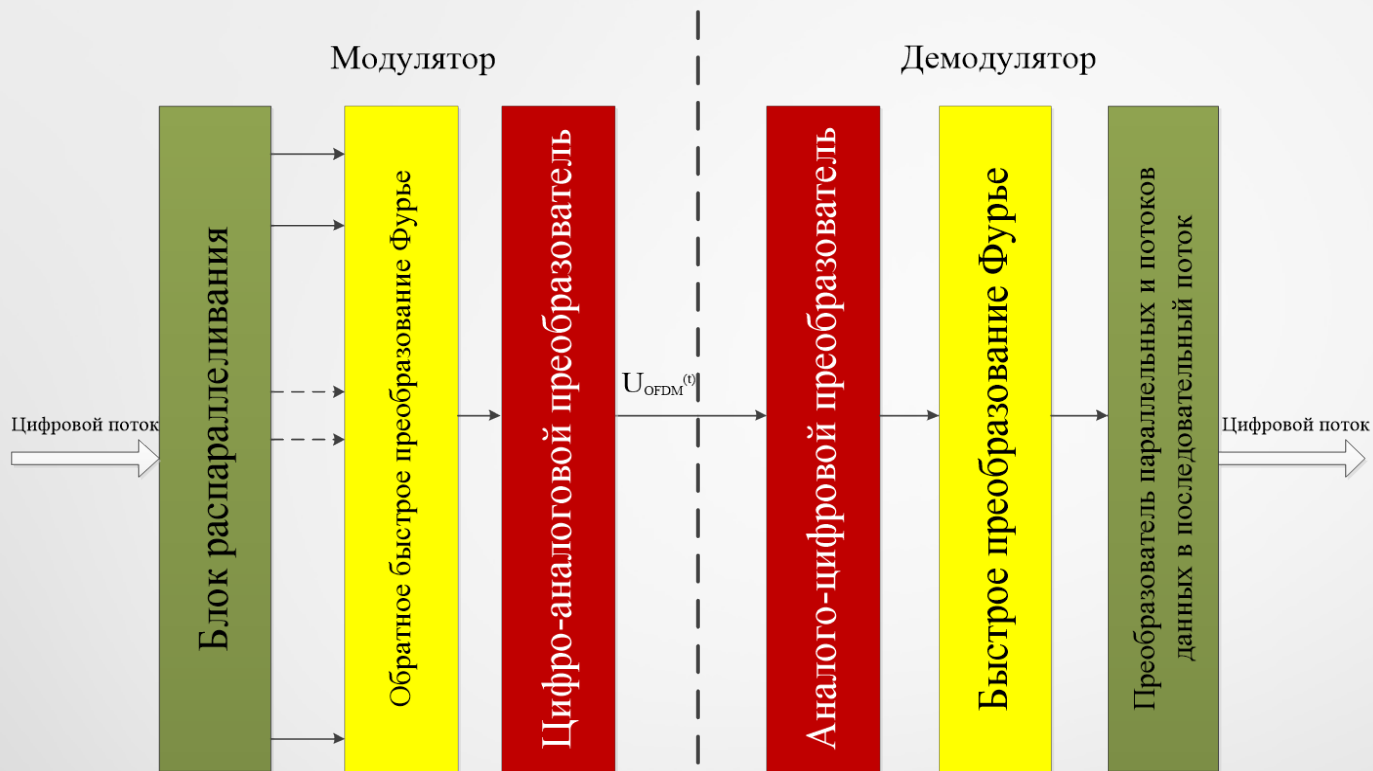 Модулятор
Демодулятор
Цифровой поток
Блок распараллеливания
Обратное быстрое преобразование Фурье
Цифро-аналоговой преобразователь
U OFDM (t)
Аналого-цифровой преобразователь
Быстрое преобразование Фурье
Преобразователь параллельных и потоков
данных в последовательный поток
Цифровой поток